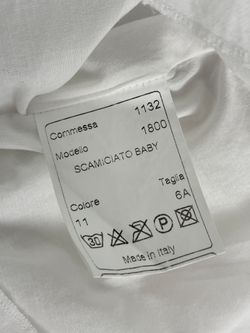 Commessa 1132
Modello 1800
SCAMICIATO BABY
Colore Taglia
11 6A
30 P
Made in Italy